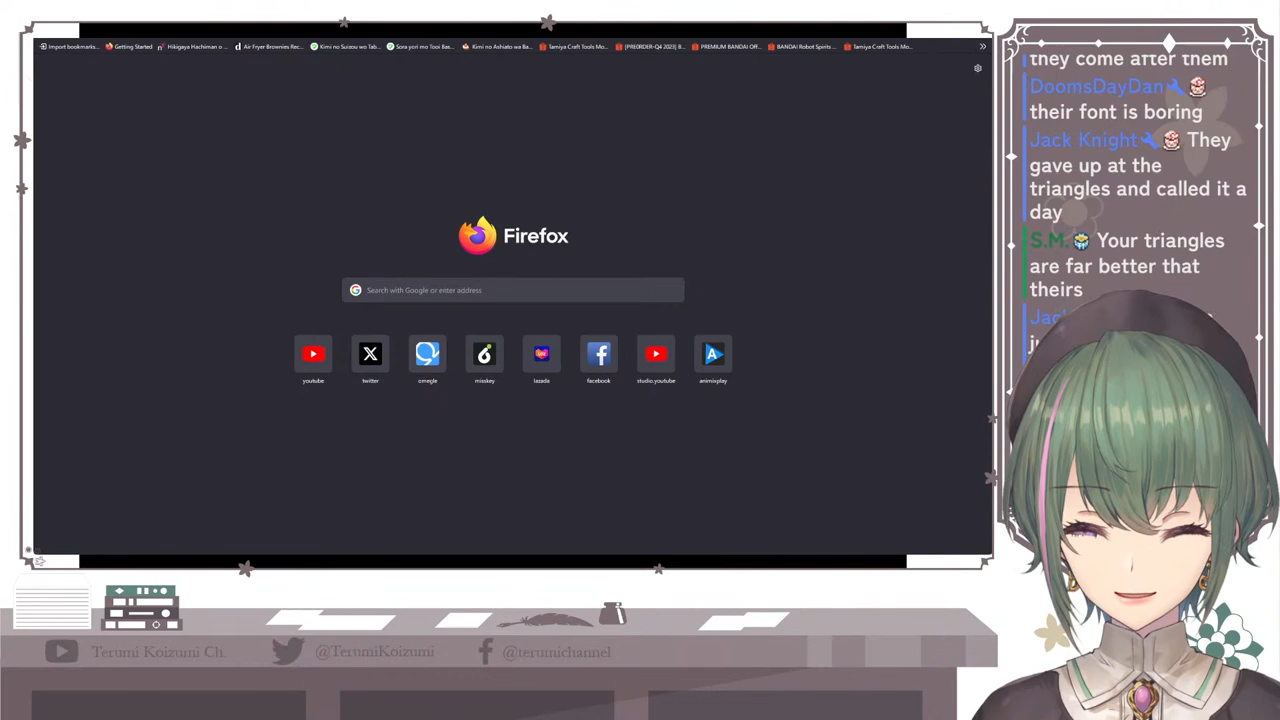 Import bookmarks...
Getting Started
Hikigaya Hachiman o ...
Air Fryer Brownies Rec...
Kimi no Suizou wo Tab...
Sora yori mo Tooi Bas...
Kimi no Ashiato wa Ba...
Tamiya Craft Tools Mo...
[PREORDER-Q4 2023] B...
PREMIUM BANDAI Off...
BANDAI Robot Spirits ...
Tamiya Craft Tools Mo...
Firefox
Search with Google or enter address
youtube
twitter
omegle
misskey
lazada
facebook
studio.youtube
animixplay
they come after them
DoomsDayDan
their font is boring
Jack Knight They
gave up at the
triangles and called it a
day
S.M. Your triangles
are far better that
theirs
Terumi Koizumi Ch.
@TerumiKoizumi
@terumichannel